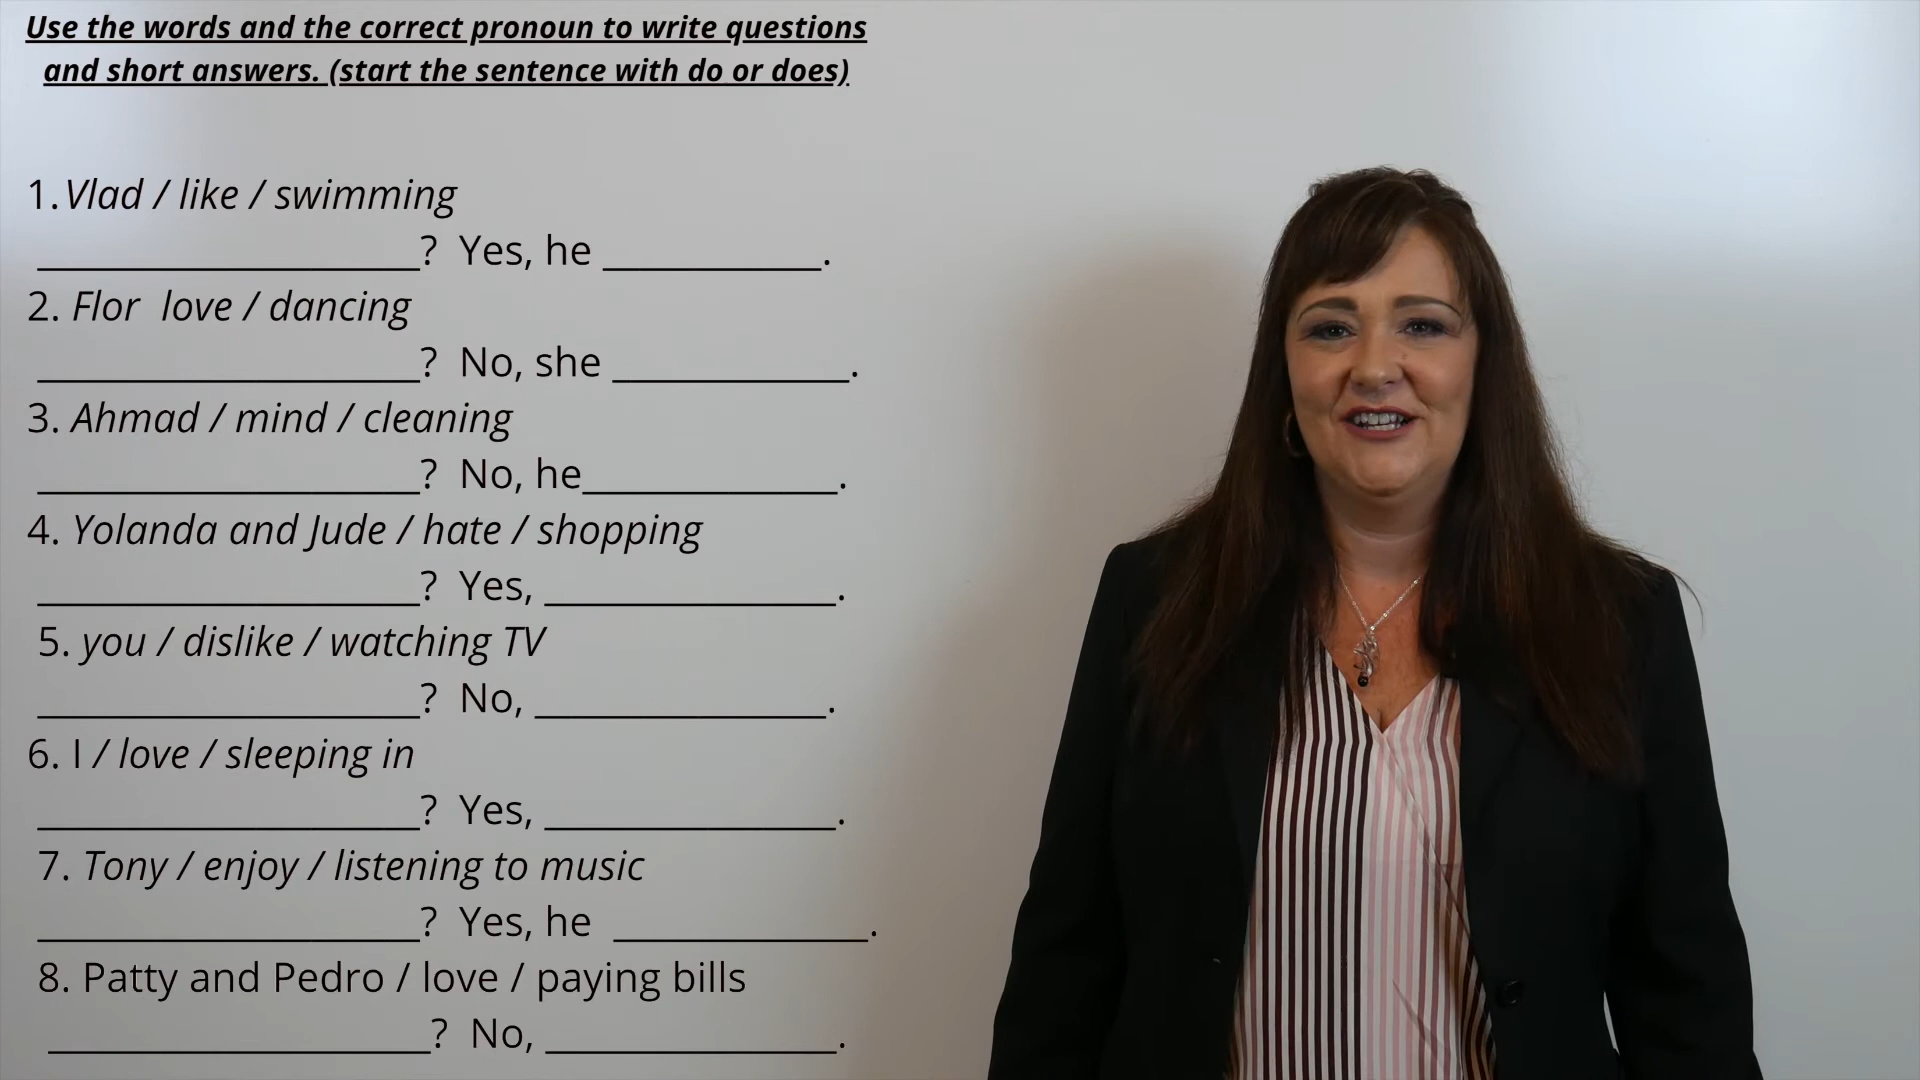 Use the words and the correct pronoun to write questions
and short answers. (start the sentence with do or does)
1. Vlad / like / swimming
____________________? Yes, he ___________.
2. Flor love / dancing
____________________? No, she ____________.
3. Ahmad / mind / cleaning
____________________? No, he_____________.
4. Yolanda and Jude / hate / shopping
____________________? Yes, _______________.
5. you / dislike / watching TV
____________________? No, _______________.
6. I / love / sleeping in
____________________? Yes, _______________.
7. Tony / enjoy / listening to music
____________________? Yes, he _____________.
8. Patty and Pedro / love / paying bills
____________________? No, _______________.